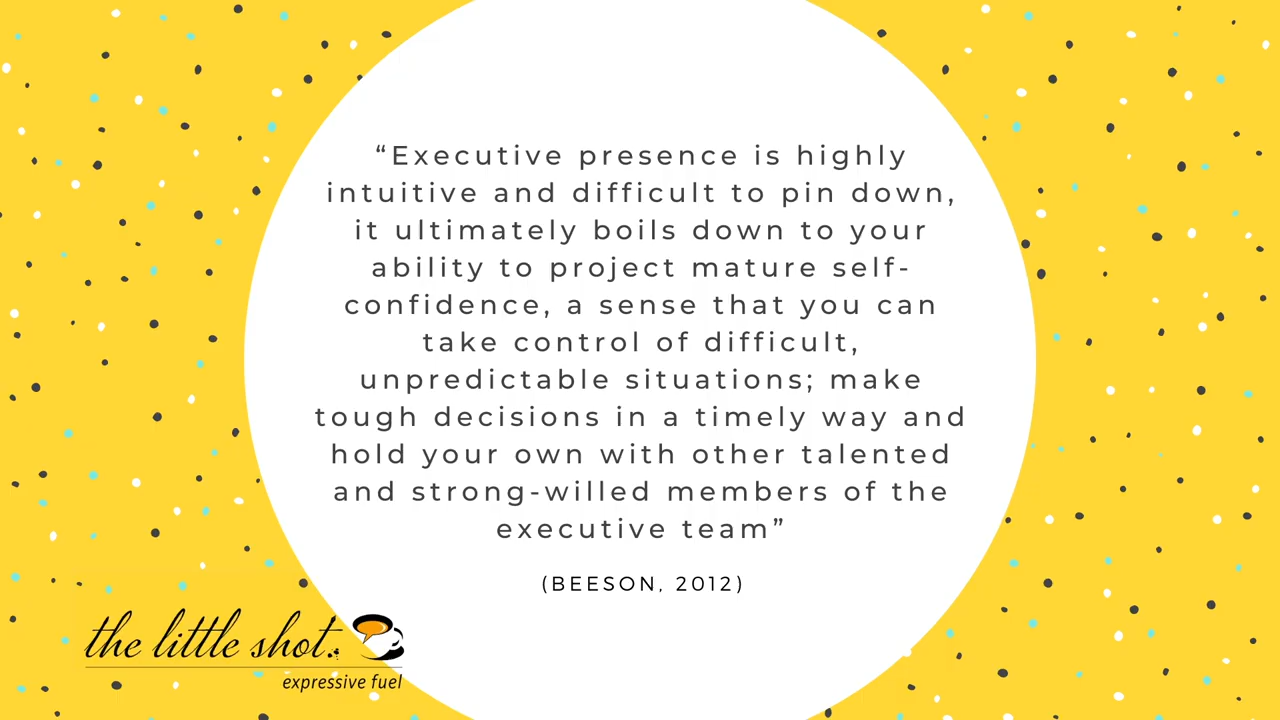 “Executive presence is highly
intuitive and difficult to pin down,
it ultimately boils down to your
ability to project mature self-
confidence, a sense that you can
take control of difficult,
unpredictable situations; make
tough decisions in a timely way and
hold your own with other talented
and strong-willed members of the
executive team”
(BEESON, 2012)
the little shot.
expressive fuel